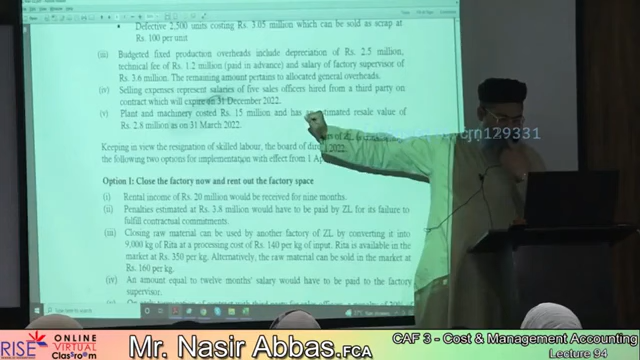 Defective 2,500 units costing Rs. 3.05 million which can be sold as scrap at
Rs. 100 per unit
(iii) Budgeted fixed production overheads include depreciation of Rs. 2.5 million,
technical fee of Rs. 1.2 million (paid in advance) and salary of factory supervisor of
Rs. 3.6 million. The remaining amount pertains to allocated general overheads.
(iv) Selling expenses represent salaries of five sales officers hired from a third party on
contract which will expire on 31 December 2022.
(v) Plant and machinery costed Rs. 15 million and has estimated resale value of
Rs. 2.8 million as on 31 March 2022.
Keeping in view the resignation of skilled labour, the board of
the following two options for implementation with effect from 1
Option 1: Close the factory now and rent out the factory space
(i) Rental income of Rs. 20 million would be received for nine months.
(ii) Penalties estimated at Rs. 3.8 million would have to be paid by ZL for its failure to
fulfill contractual commitments.
(iii) Closing raw material can be used by another factory of ZL by converting it into
9,000 kg of Rita at a processing cost of Rs. 140 per kg of input. Rita is available in the
market at Rs. 350 per kg. Alternatively, the raw material can be sold in the market at
Rs. 160 per kg.
(iv) An amount equal to twelve months' salary would have to be paid to the factory
supervisor.
RISE ONLINE VIRTUAL Classroom
Mr. Nasir Abbas.FCA
CAF 3 - Cost & Management Accounting
Lecture 94